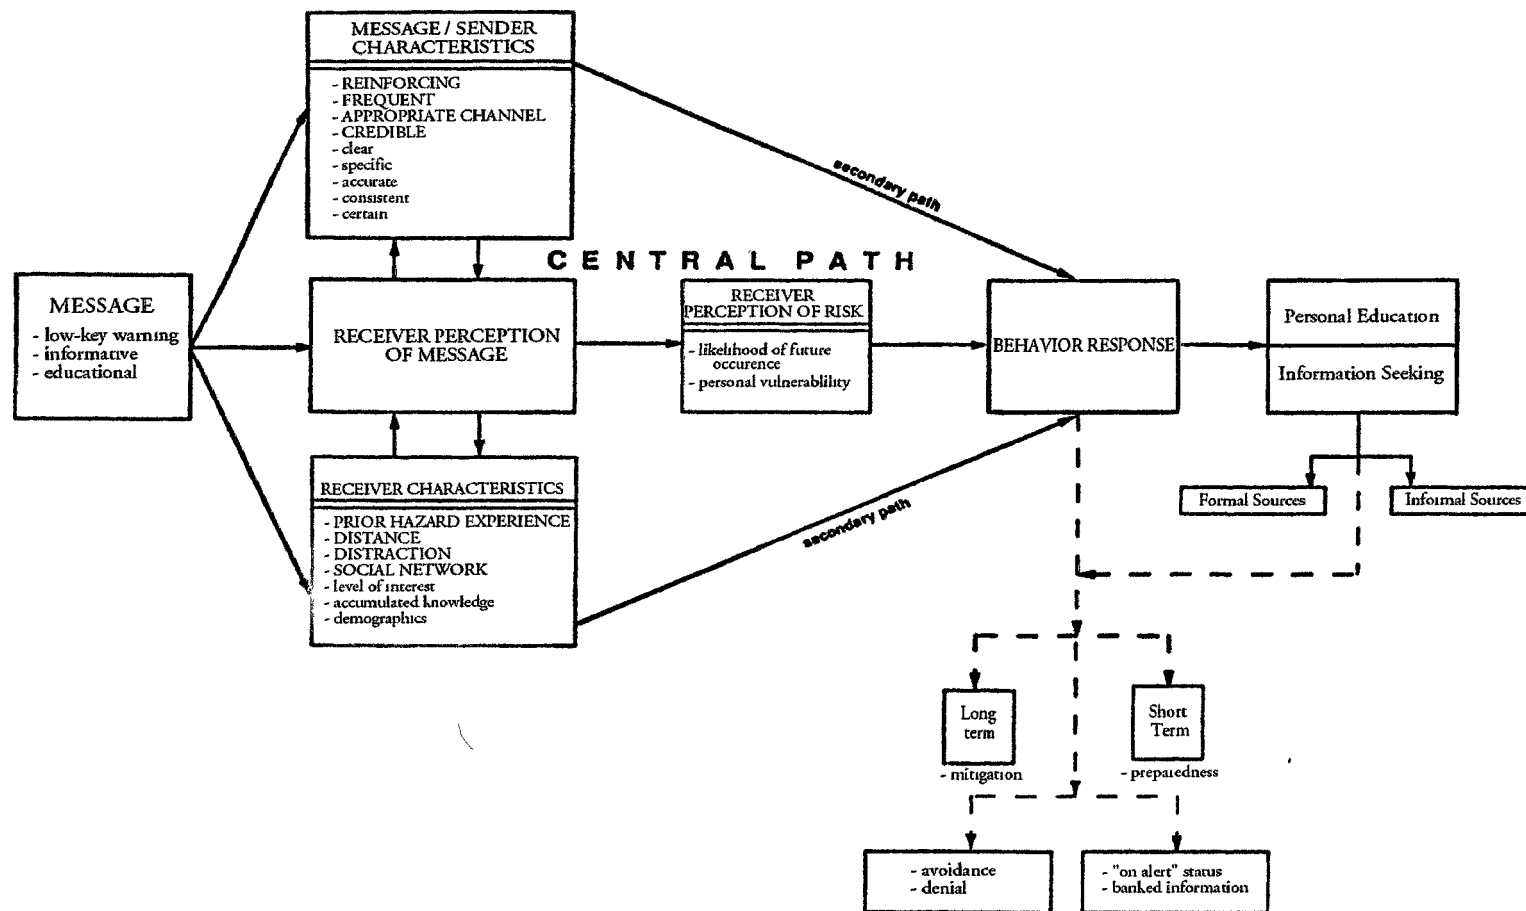 MESSAGE / SENDER
CHARACTERISTICS
- REINFORCING
- FREQUENT
- APPROPRIATE CHANNEL
- CREDIBLE
- clear
- specific
- accurate
- consistent
- certain
secondary path
CENTRAL PATH
MESSAGE
- low-key warning
- informative
- educational
RECEIVER PERCEPTION
OF MESSAGE
RECEIVER
PERCEPTION OF RISK
- likelihood of future
occurence
- personal vulnerablility
BEHAVIOR RESPONSE
Personal Education
Information Seeking
RECEIVER CHARACTERISTICS
- PRIOR HAZARD EXPERIENCE
- DISTANCE
- DISTRACTION
- SOCIAL NETWORK
- level of interest
- accumulated knowledge
- demographics
secondary path
Formal Sources
Informal Sources
Long
term
- mitigation
Short
Term
- preparedness
- avoidance
- denial
- "on alert" status
- banked information